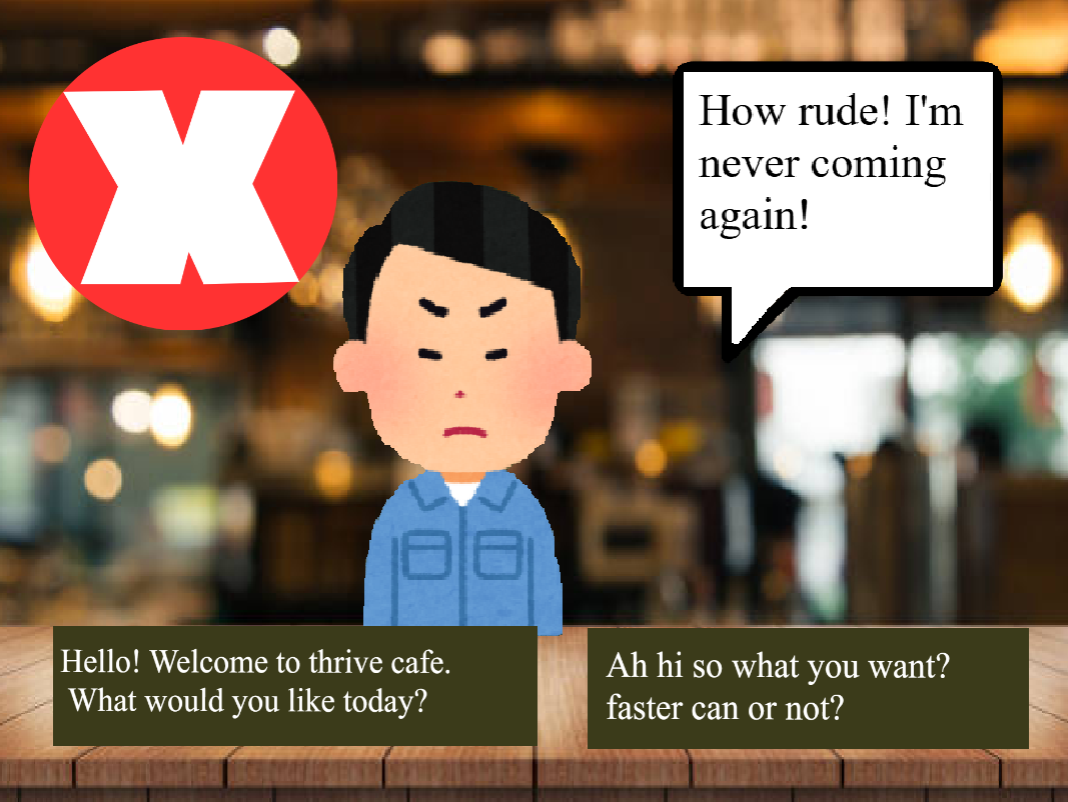 X
How rude! I'm
never coming
again!
Hello! Welcome to thrive cafe.
What would you like today?
Ah hi so what you want?
faster can or not?